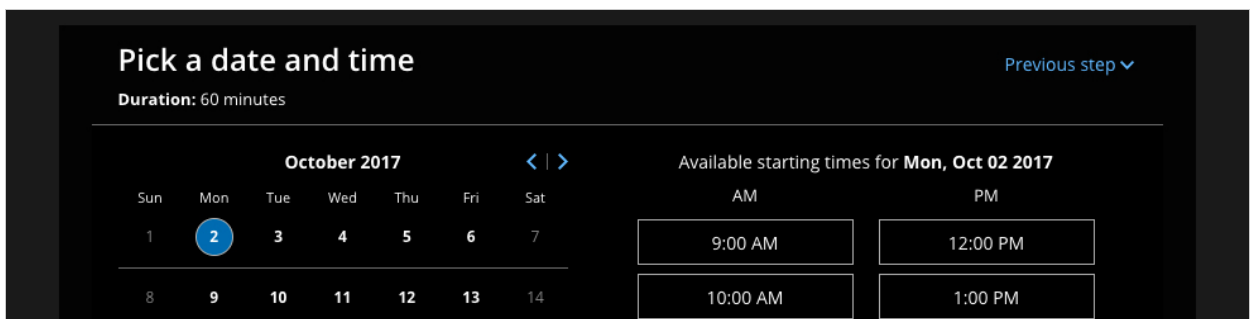 Pick a date and time
Previous step
Duration: 60 minutes
October 2017
Sun Mon Tue Wed Thu Fri Sat
1 2 3 4 5 6 7
8 9 10 11 12 13 14
Available starting times for Mon, Oct 02 2017
AM PM
9:00 AM 12:00 PM
10:00 AM 1:00 PM